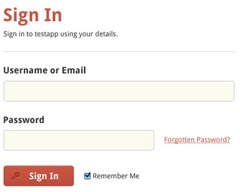 Sign In
Sign in to testapp using your details.
Username or Email
Password
Forgotten Password?
Sign In
Remember Me